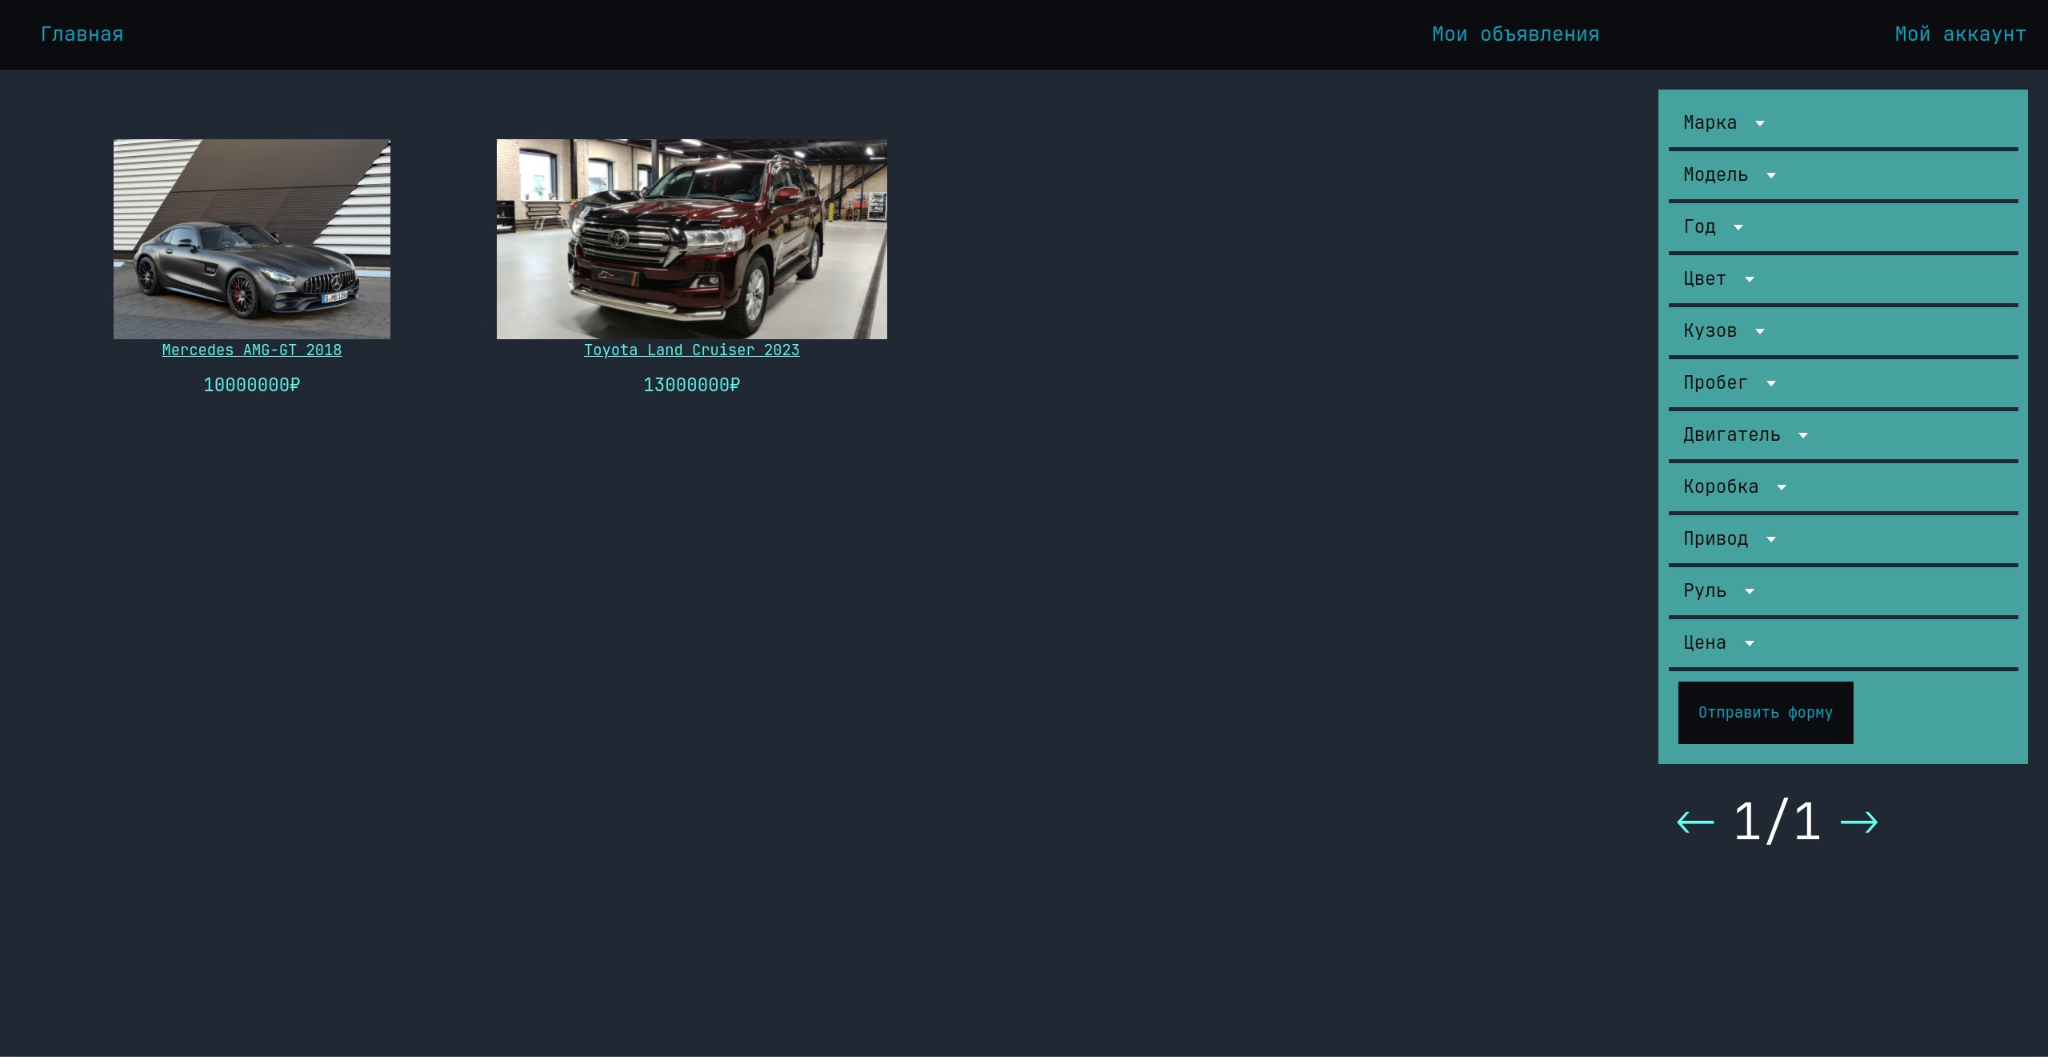 Главная
Мои объявления
Мой аккаунт
Mercedes AMG-GT 2018
10000000₽
Toyota Land Cruiser 2023
13000000₽
Марка
Модель
Год
Цвет
Кузов
Пробег
Двигатель
Коробка
Привод
Руль
Цена
Отправить форму
← 1/1 →